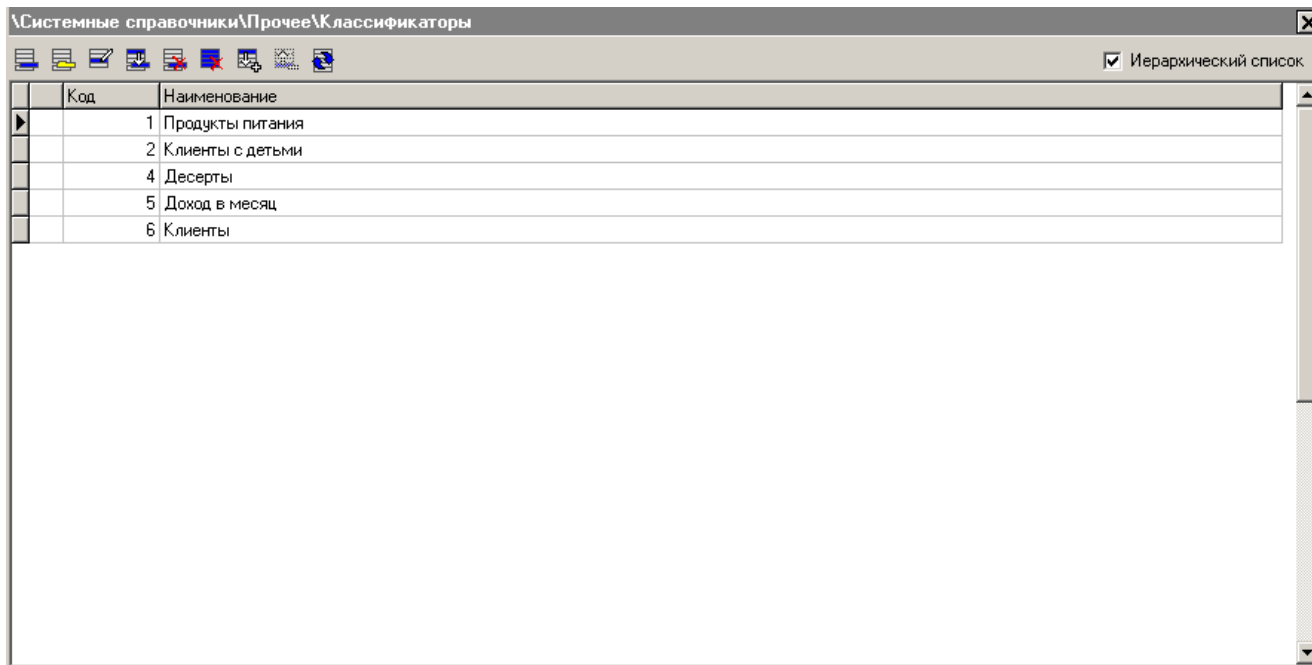 \Системные справочники\Прочее\Классификаторы
Иерархический список
Код Наименование
1 Продукты питания
2 Клиенты с детьми
4 Десерты
5 Доход в месяц
6 Клиенты